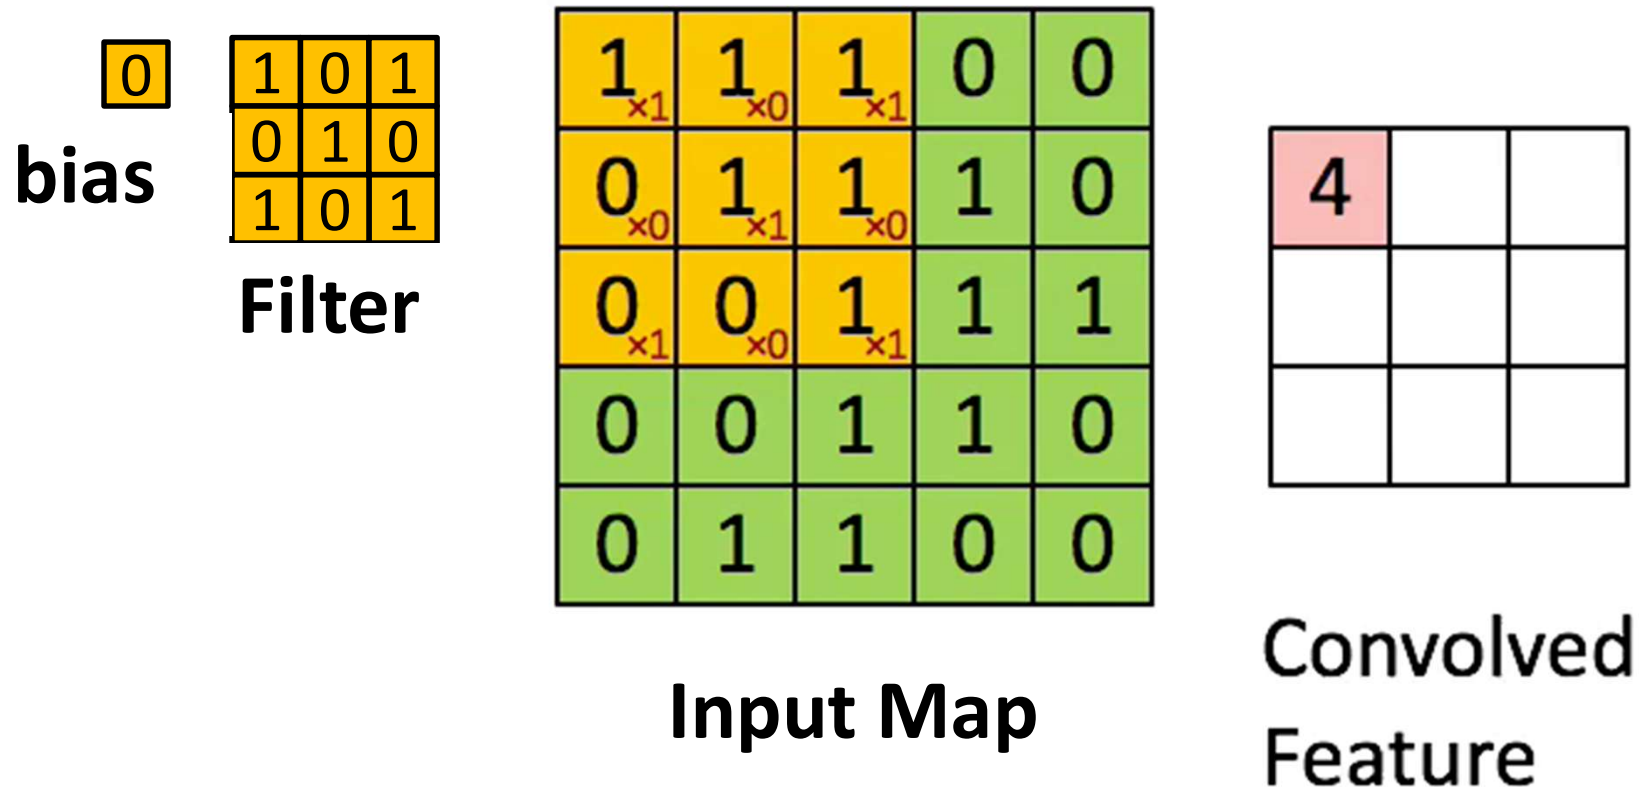 0
bias
1 0 1
0 1 0
1 0 1
Filter
1×1 1×0 1×1 0 0
0×0 1×1 1×0 1 0
0×1 0×0 1×1 1 1
0 0 1 1 0
0 1 1 0 0
Input Map
4
Convolved
Feature